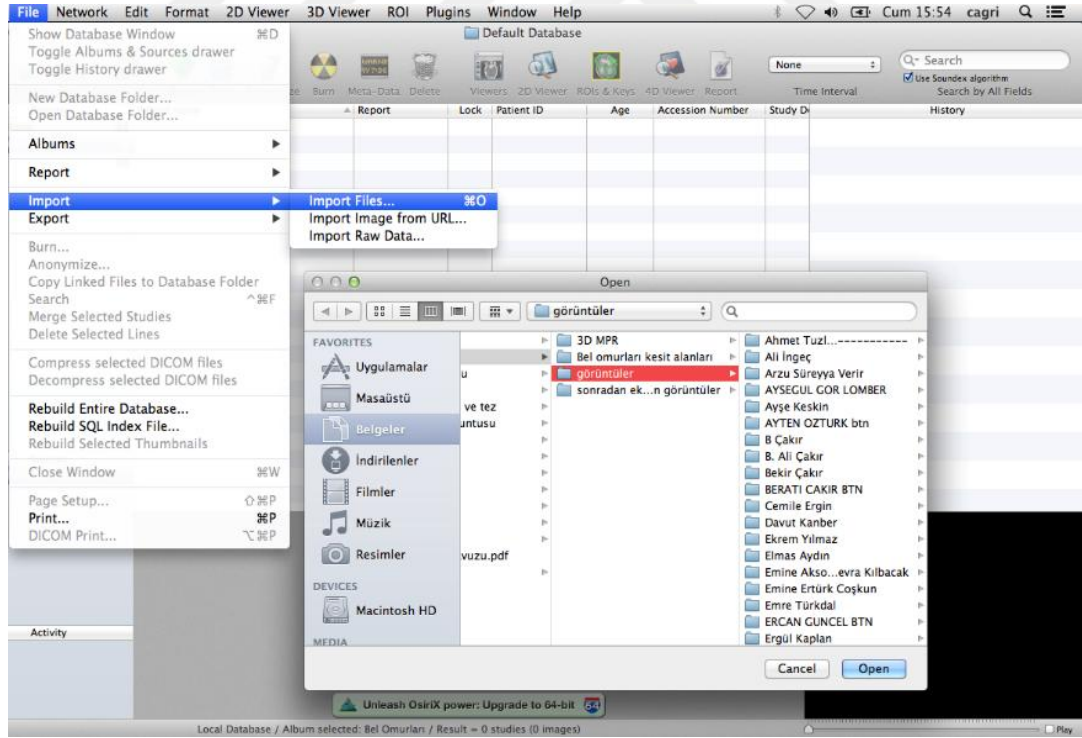 File Network Edit Format 2D Viewer 3D Viewer ROI Plugins Window Help Cum 15:54 cagri
Default Database
Show Database Window ⌘D
Toggle Albums & Sources drawer
Toggle History drawer
New Database Folder...
Open Database Folder...
Albums
Report
Import
Export
Burn...
Anonymize...
Copy Linked Files to Database Folder
Search ^⌘F
Merge Selected Studies
Delete Selected Lines
Compress selected DICOM files
Decompress selected DICOM files
Rebuild Entire Database...
Rebuild SQL Index File...
Rebuild Selected Thumbnails
Close Window ⌘W
Page Setup... ⇧⌘P
Print... ⌘P
DICOM Print... ⌥⌘P
Import Files... ⌘O
Import Image from URL...
Import Raw Data...
Burn Meta-Data Delete Viewers 2D Viewer ROIs & Keys 4D Viewer Report
None
Time Interval
Search
Use Soundex algorithm
Search by All Fields
Report Lock Patient ID Age Accession Number Study D History
Open
görüntüler
FAVORITES
Uygulamalar
Masaüstü
Belgeler
İndirilenler
Filmler
Müzik
Resimler
DEVICES
Macintosh HD
MEDIA
u
ve tez
untusu
vuzu.pdf
3D MPR
Bel omurları kesit alanları
görüntüler
sonradan ek...n görüntüler
Ahmet Tuzl...-----------
Ali İngeç
Arzu Süreyya Verir
AYSEGUL GOR LOMBER
Ayşe Keskin
AYTEN OZTURK btn
B Çakır
B. Ali Çakır
Bekir Çakır
BERATI CAKIR BTN
Cemile Ergin
Davut Kanber
Ekrem Yılmaz
Elmas Aydın
Emine Akso...evra Kılbacak
Emine Ertürk Coşkun
Emre Türkdal
ERCAN GUNCEL BTN
Ergül Kaplan
Cancel Open
Activity
Unleash OsiriX power: Upgrade to 64-bit 64
Local Database / Album selected: Bel Omurları / Result = 0 studies (0 images)
Play